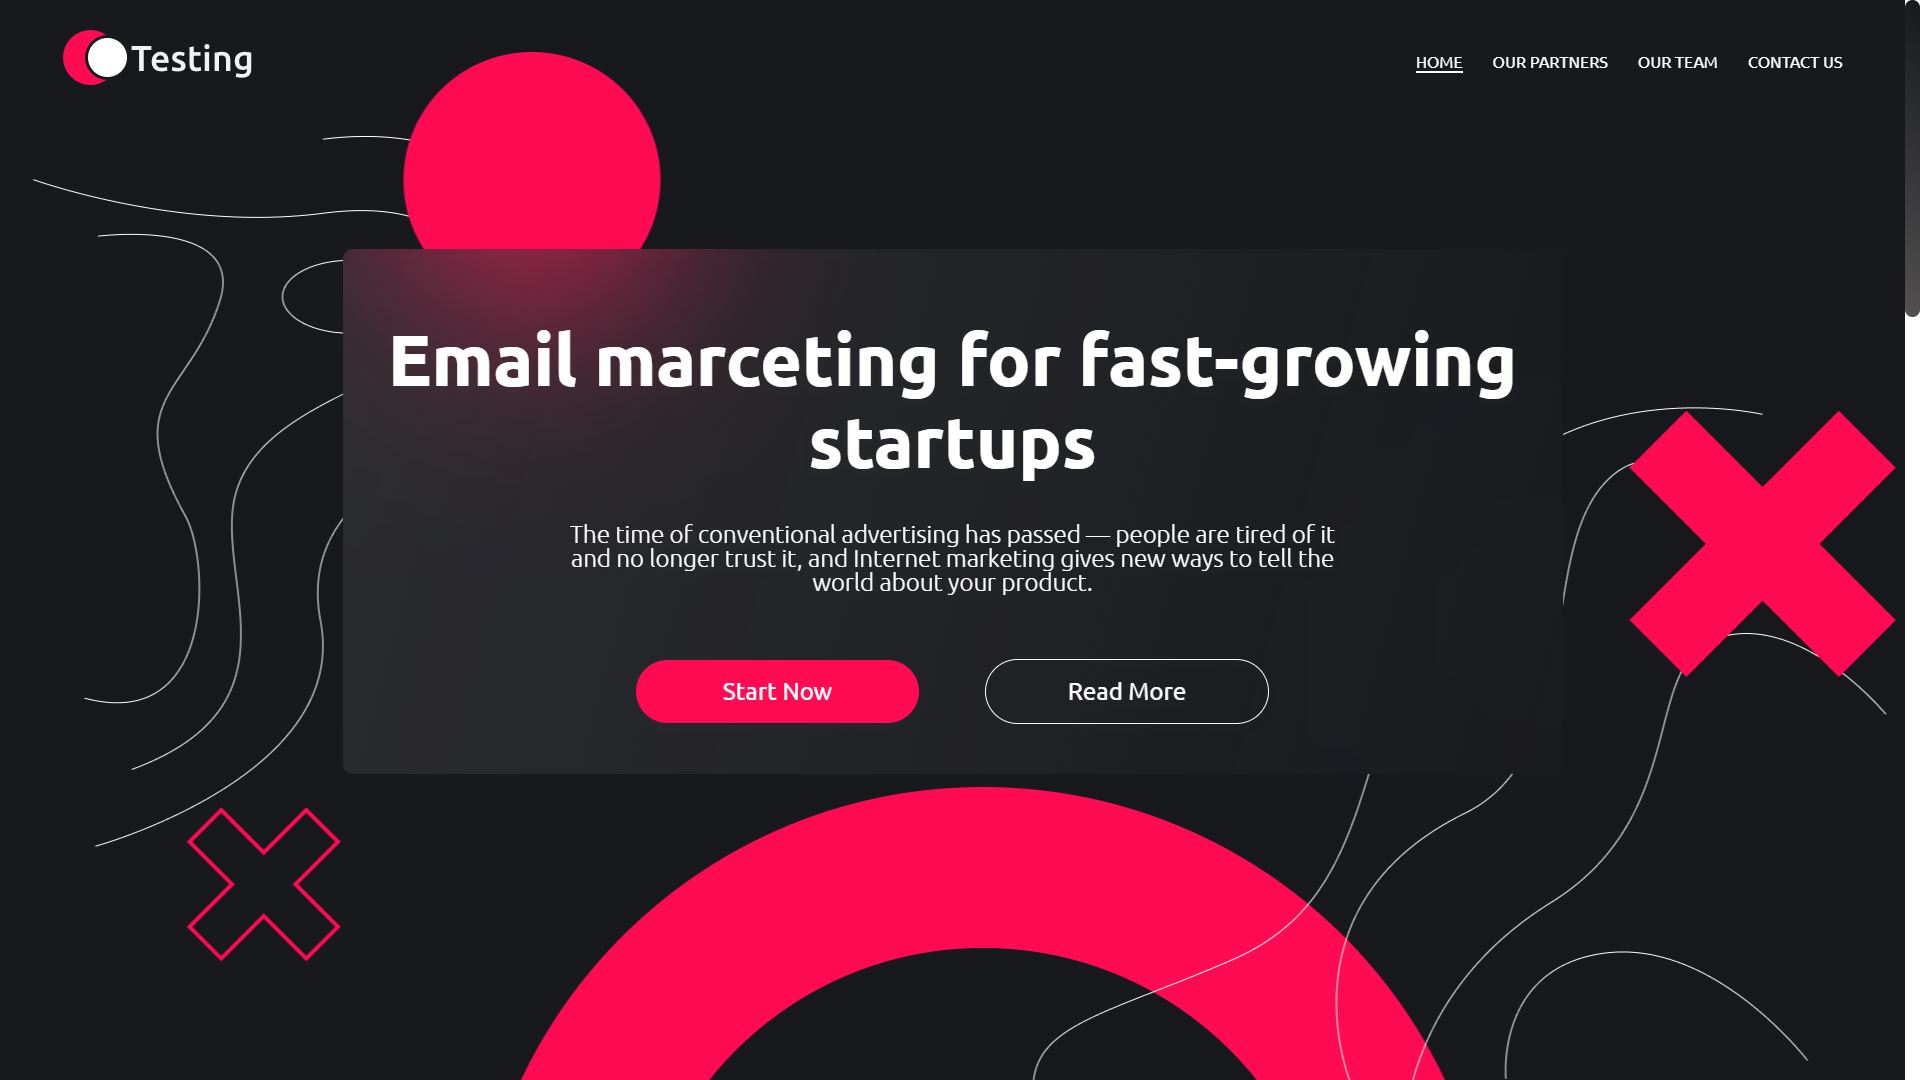 Testing
HOME OUR PARTNERS OUR TEAM CONTACT US
Email marceting for fast-growing
startups
The time of conventional advertising has passed — people are tired of it
and no longer trust it, and Internet marketing gives new ways to tell the
world about your product.
Start Now
Read More